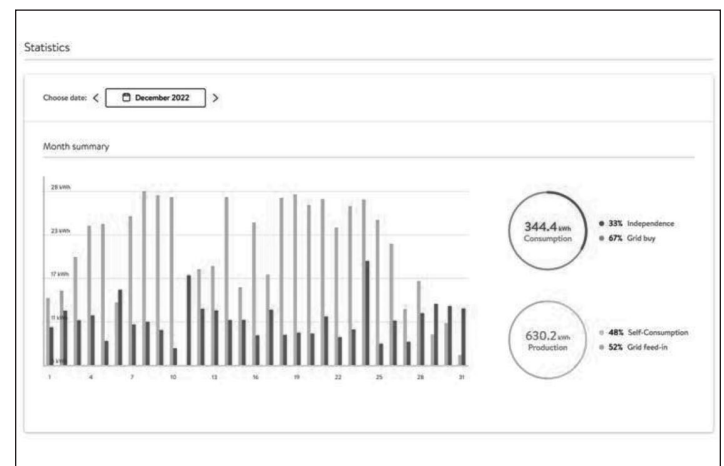 Statistics
Choose date: < December 2022 >
Month summary
29 kWh
23 kWh
17 kWh
11 kWh
1 4 7 10 13 16 19 22 25 28 31
344.4 kWh
Consumption
33% Independence
67% Grid buy
630.2 kWh
Production
48% Self-Consumption
52% Grid feed-in